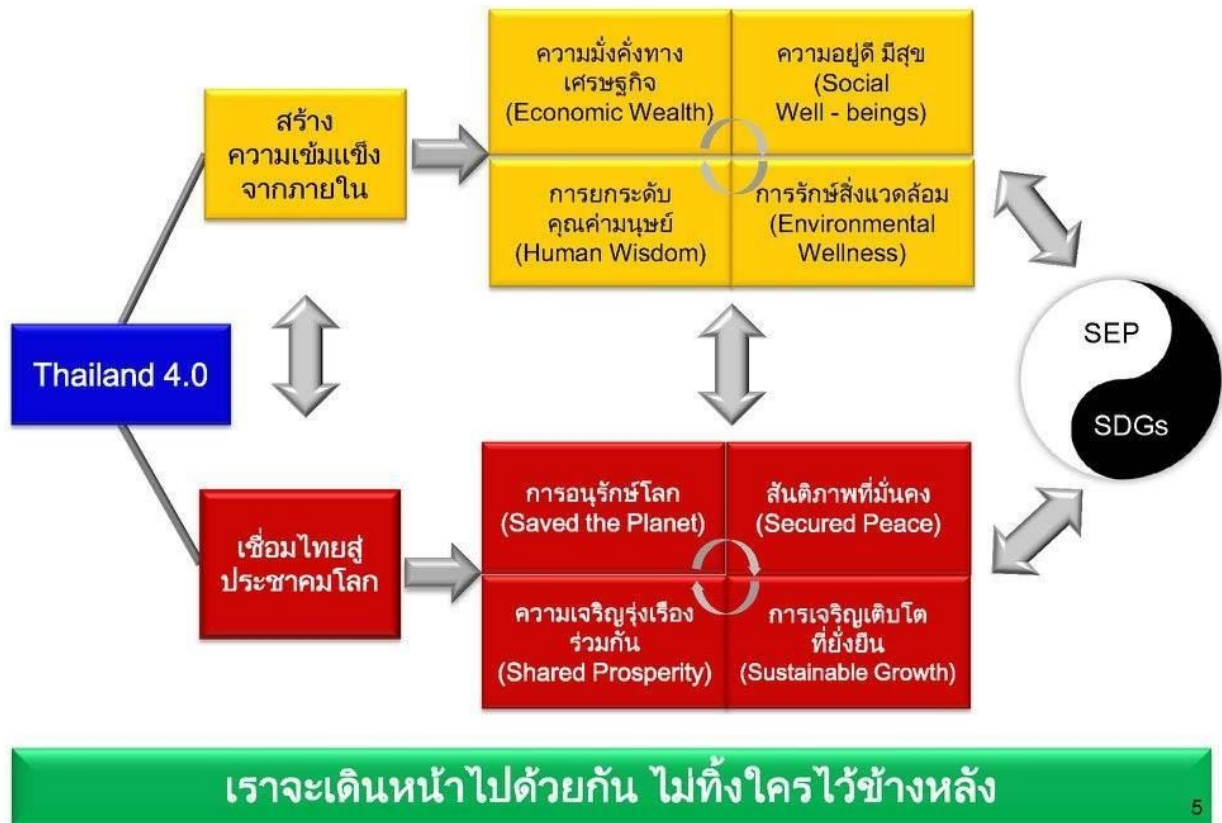 ความมั่งคั่งทาง
เศรษฐกิจ
(Economic Wealth)
ความอยู่ดี มีสุข
(Social
Well - beings)
สร้าง
ความเข้มแข็ง
จากภายใน
การยกระดับ
คุณค่ามนุษย์
(Human Wisdom)
การรักษ์สิ่งแวดล้อม
(Environmental
Wellness)
Thailand 4.0
SEP
SDGs
การอนุรักษ์โลก
(Saved the Planet)
สันติภาพที่มั่นคง
(Secured Peace)
เชื่อมไทยสู่
ประชาคมโลก
ความเจริญรุ่งเรือง
ร่วมกัน
(Shared Prosperity)
การเจริญเติบโต
ที่ยั่งยืน
(Sustainable Growth)
เราจะเดินหน้าไปด้วยกัน ไม่ทิ้งใครไว้ข้างหลัง
5